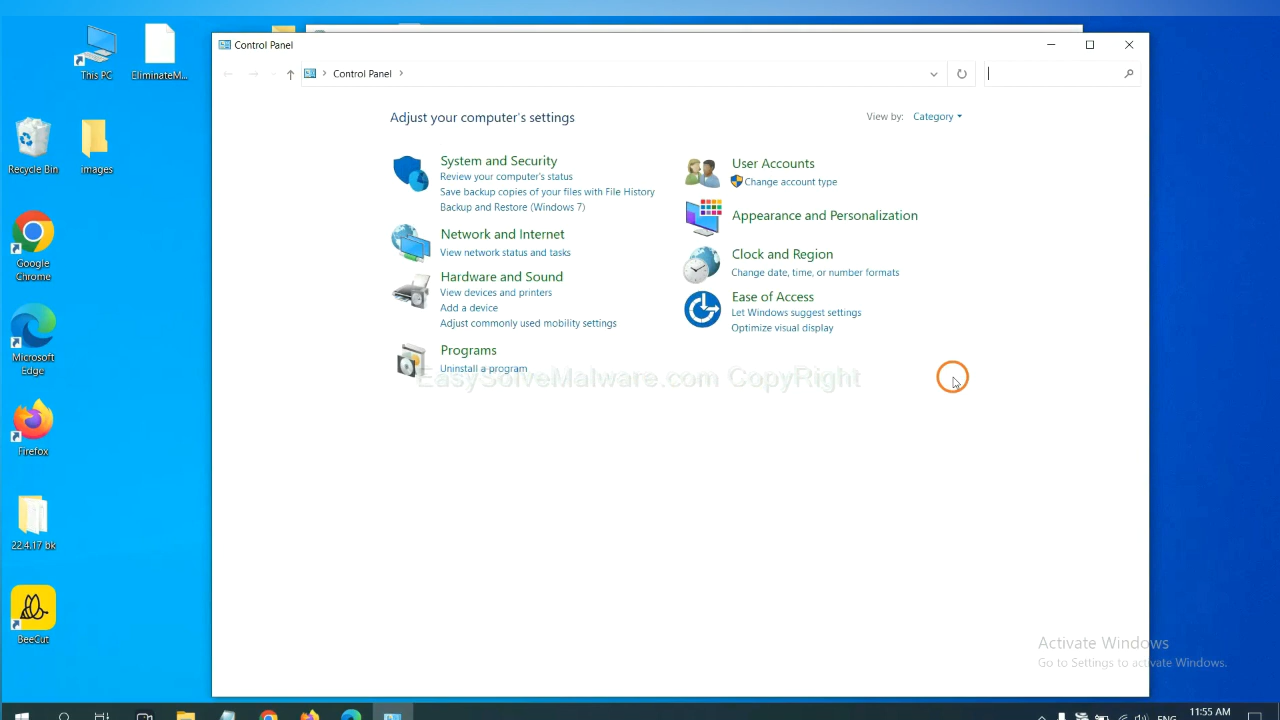 This PC
EliminateM...
Recycle Bin
images
Google
Chrome
Microsoft
Edge
Firefox
22.4.17 bk
BeeCut
Control Panel
Control Panel
Adjust your computer's settings
View by: Category
System and Security
Review your computer's status
Save backup copies of your files with File History
Backup and Restore (Windows 7)
Network and Internet
View network status and tasks
Hardware and Sound
View devices and printers
Add a device
Adjust commonly used mobility settings
Programs
Uninstall a program
User Accounts
Change account type
Appearance and Personalization
Clock and Region
Change date, time, or number formats
Ease of Access
Let Windows suggest settings
Optimize visual display
EasySolveMalware.com CopyRight
Activate Windows
Go to Settings to activate Windows.
ENG
11:55 AM